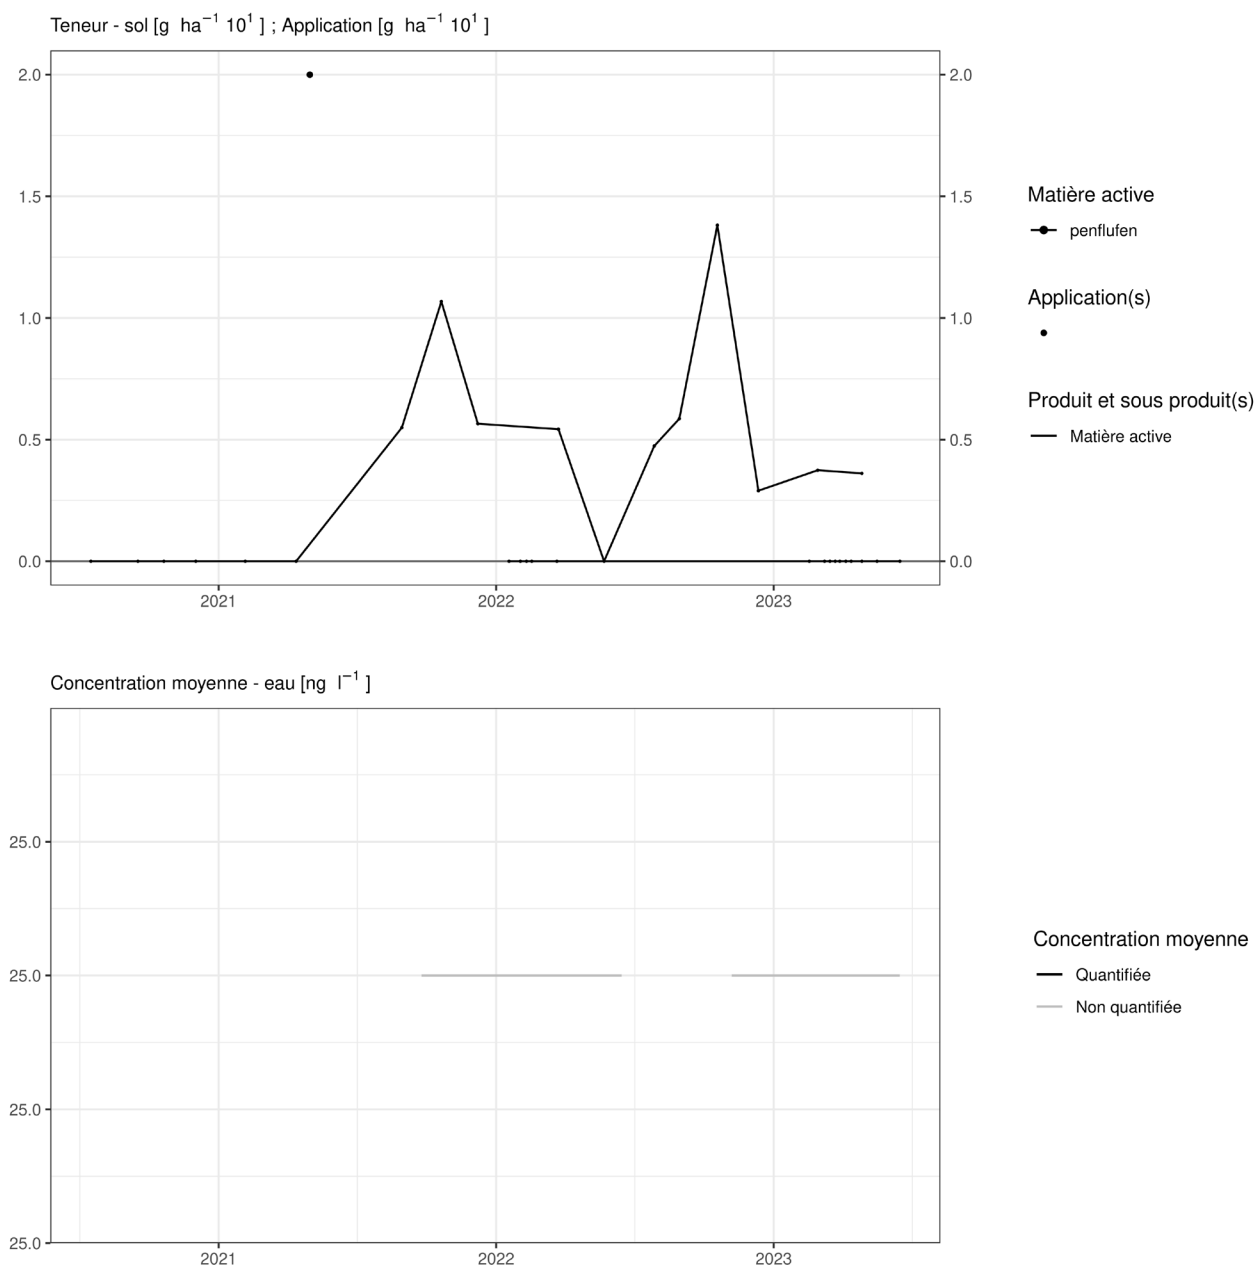 Teneur - sol [g ha⁻¹ 10¹ ] ; Application [g ha⁻¹ 10¹ ]
2.0
2.0
1.5
1.5
1.0
1.0
0.5
0.5
0.0
0.0
2021
2022
2023
Matière active
penflufen
Application(s)
Produit et sous produit(s)
Matière active
Concentration moyenne - eau [ng l⁻¹ ]
25.0
25.0
25.0
25.0
2021
2022
2023
Concentration moyenne
Quantifiée
Non quantifiée